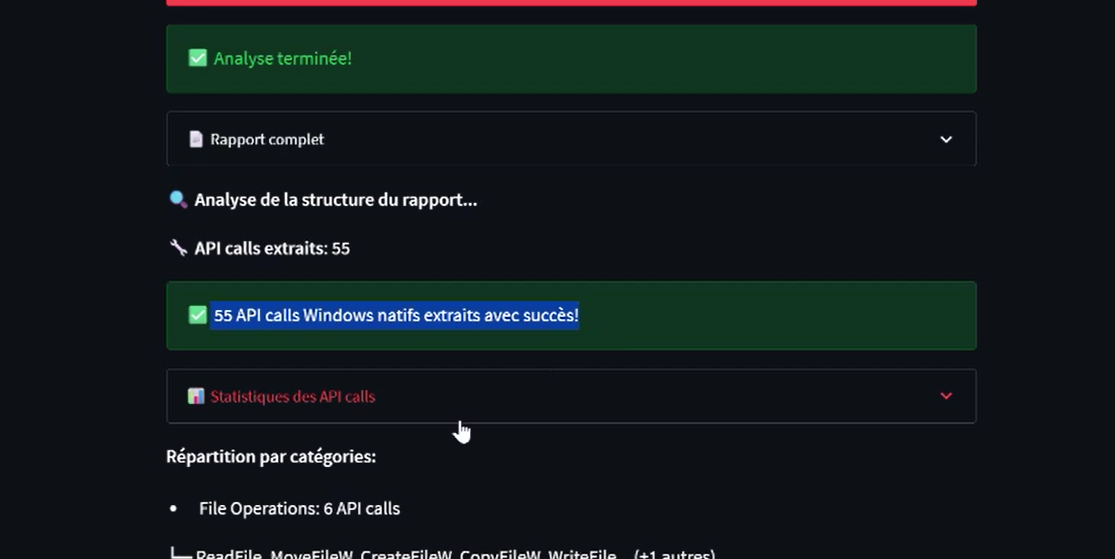 Analyse terminée!
Rapport complet
Analyse de la structure du rapport...
API calls extraits: 55
55 API calls Windows natifs extraits avec succès!
Statistiques des API calls
Répartition par catégories:
• File Operations: 6 API calls
└─ ReadFile, MoveFileW, CreateFileW, CopyFileW, WriteFile... (+1 autres)